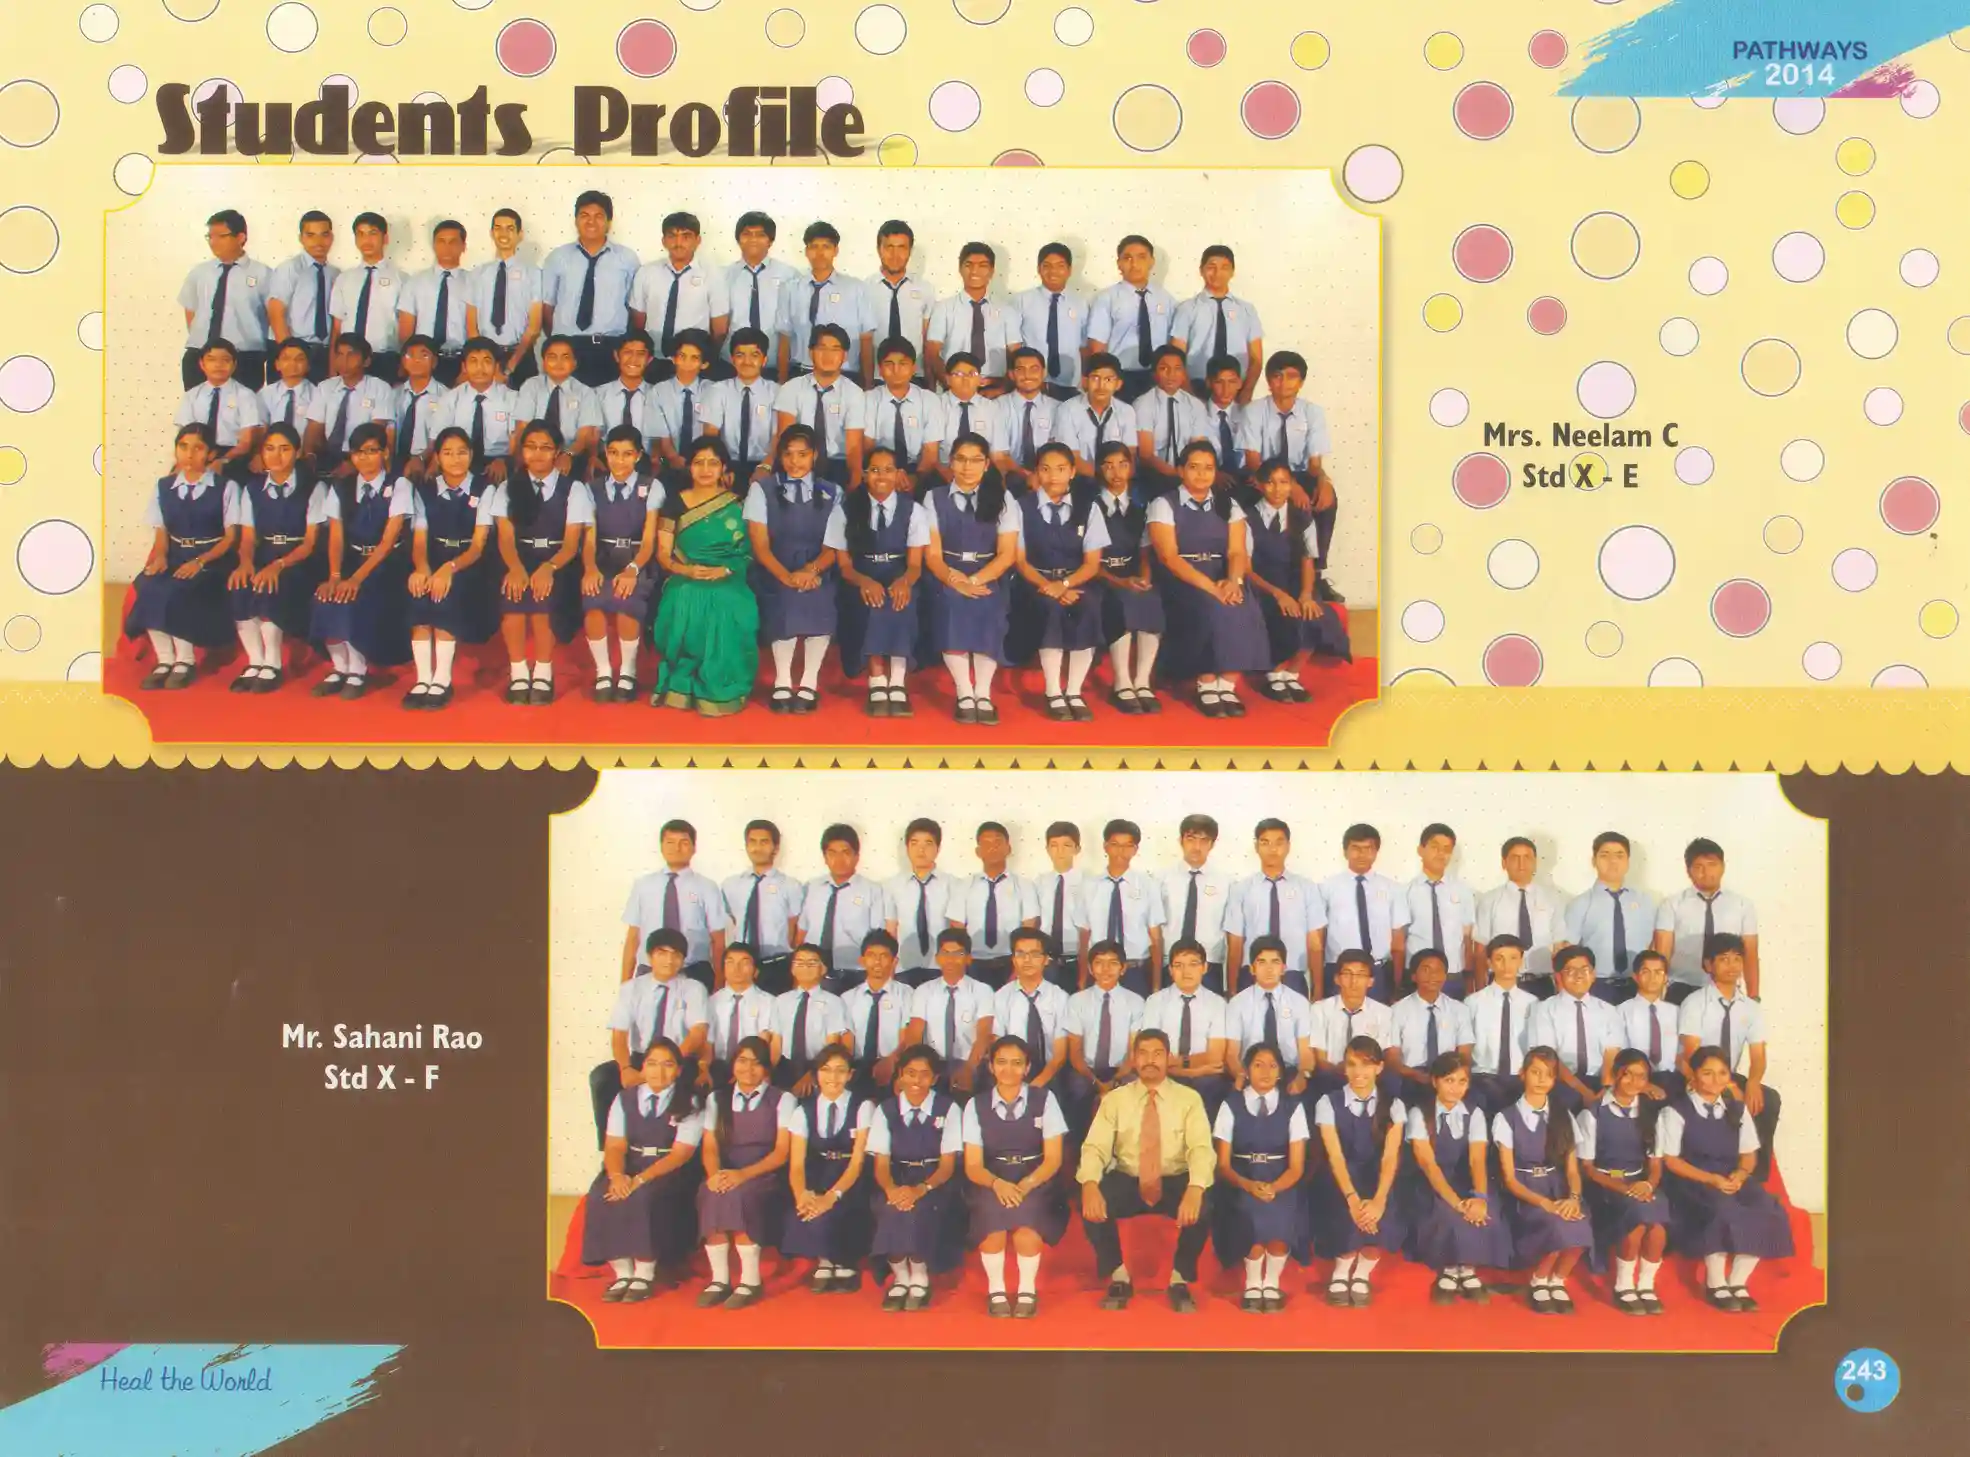 PATHWAYS
2014
Students Profile
Mrs. Neelam C
Std X - E
Mr. Sahani Rao
Std X - F
Heal the World
243